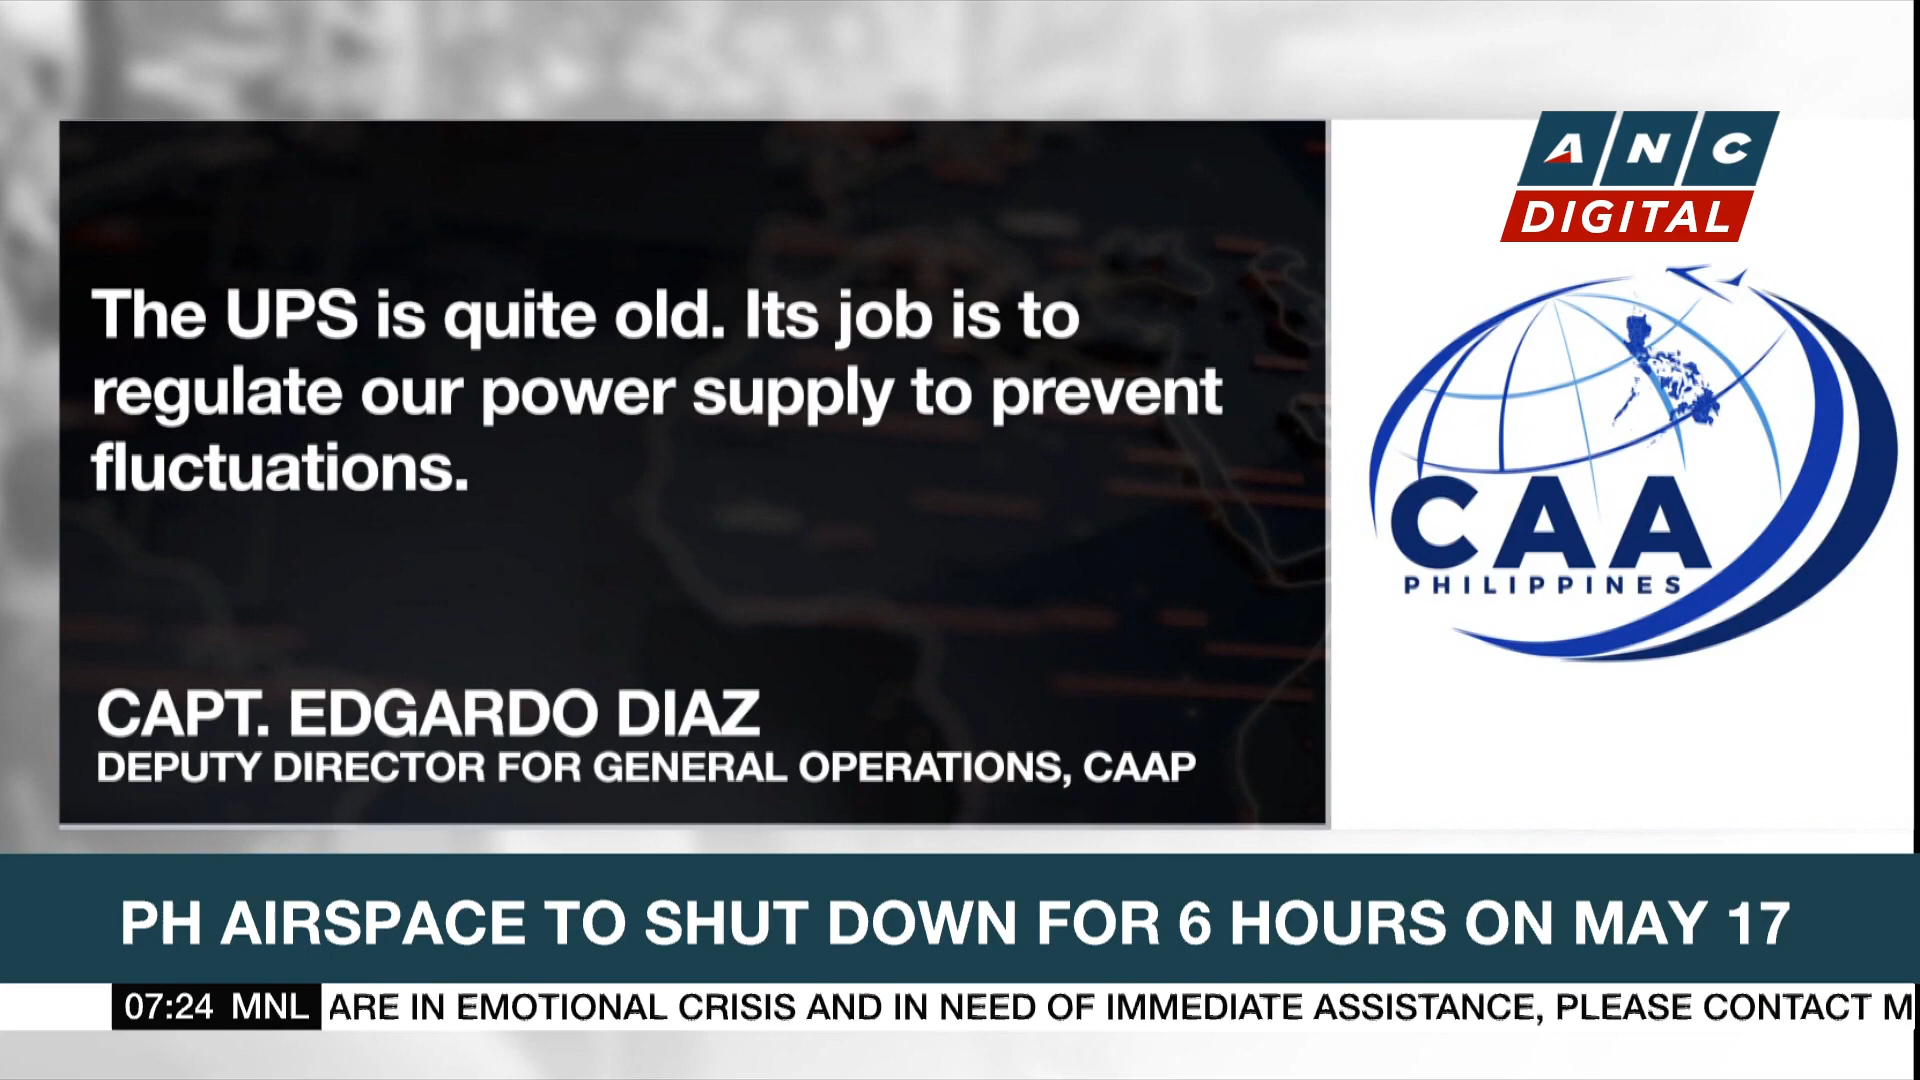 ANC
DIGITAL
The UPS is quite old. Its job is to
regulate our power supply to prevent
fluctuations.
CAPT. EDGARDO DIAZ
DEPUTY DIRECTOR FOR GENERAL OPERATIONS, CAAP
CAA
PHILIPPINES
PH AIRSPACE TO SHUT DOWN FOR 6 HOURS ON MAY 17
07:24 MNL ARE IN EMOTIONAL CRISIS AND IN NEED OF IMMEDIATE ASSISTANCE, PLEASE CONTACT M